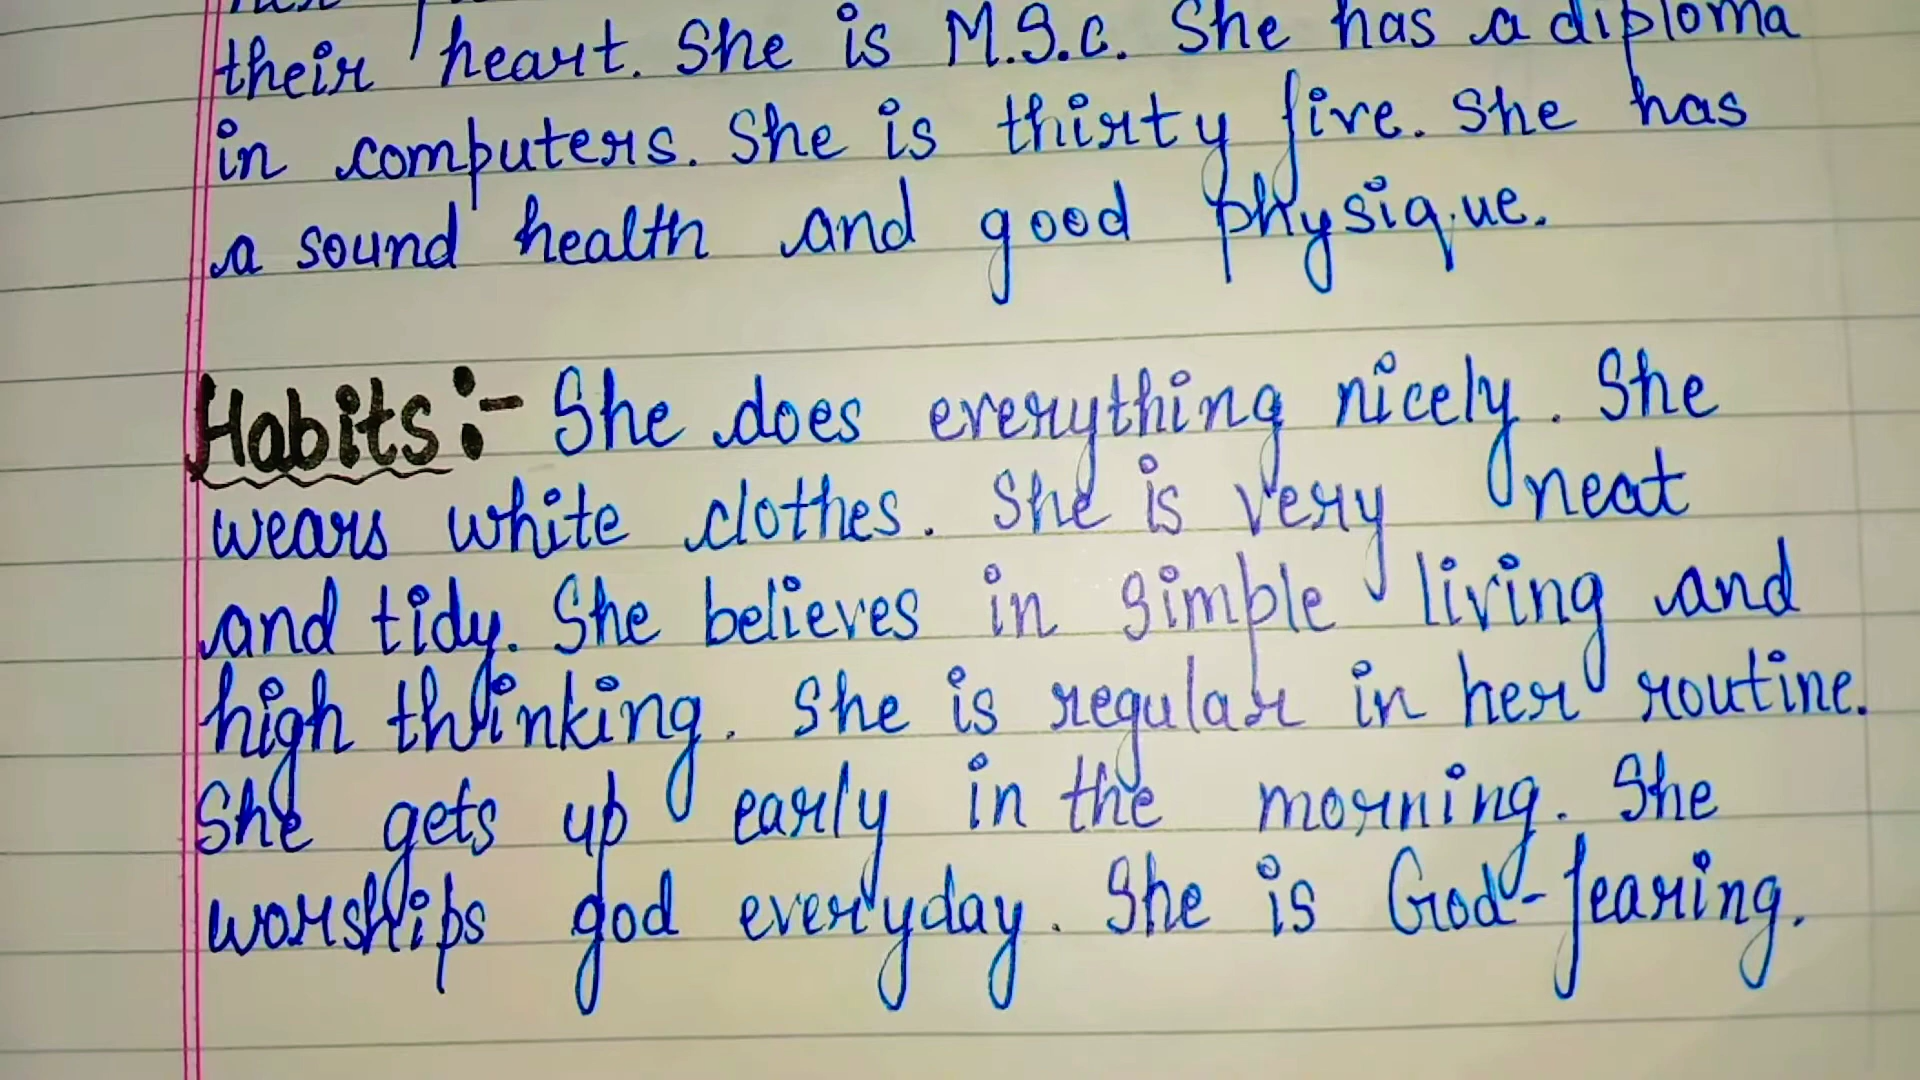 their heart. She is M.S.c. She has a diploma
in computers. She is thirty five. She has
a sound health and good physique.
Habits:- She does everything nicely. She
wears white clothes. She is very neat
and tidy. She believes in simple living and
high thinking. She is regular in her routine.
She gets up early in the morning. She
worships god everyday. She is God-fearing.